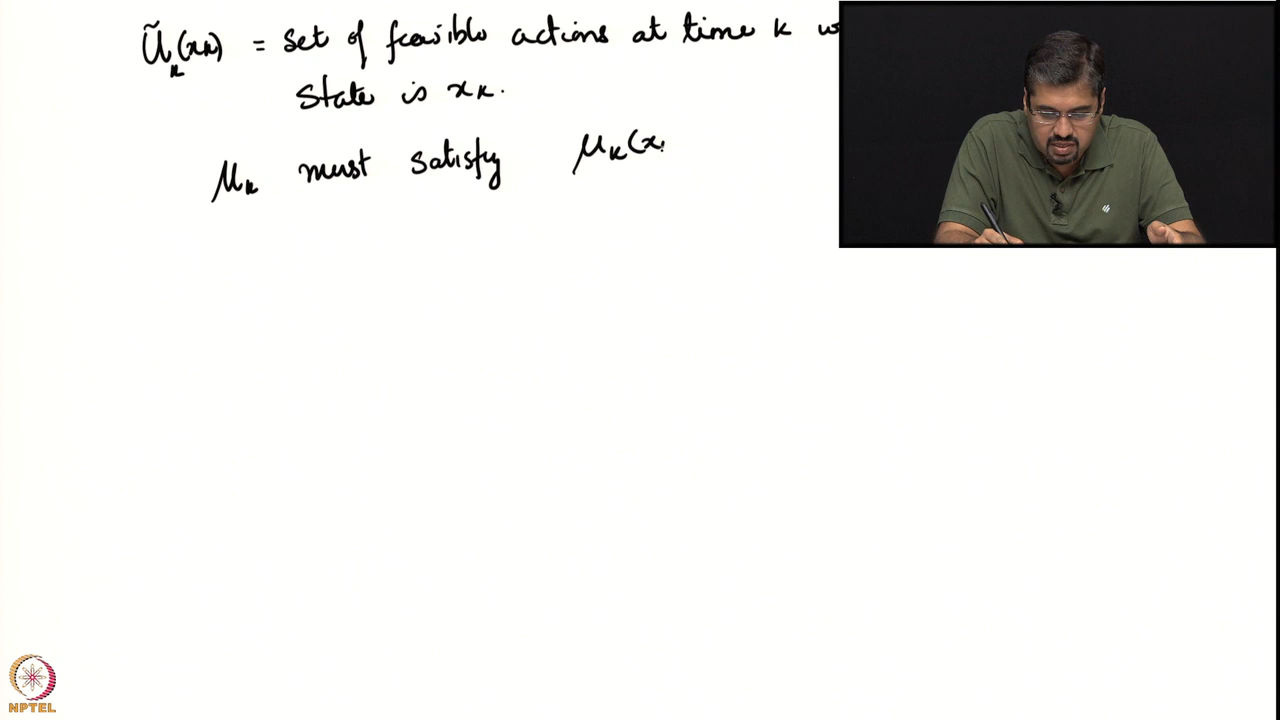 Ũₖ(xₖ) = set of feasible actions at time k
state is xₖ.
μₖ must satisfy μₖ(x
NPTEL